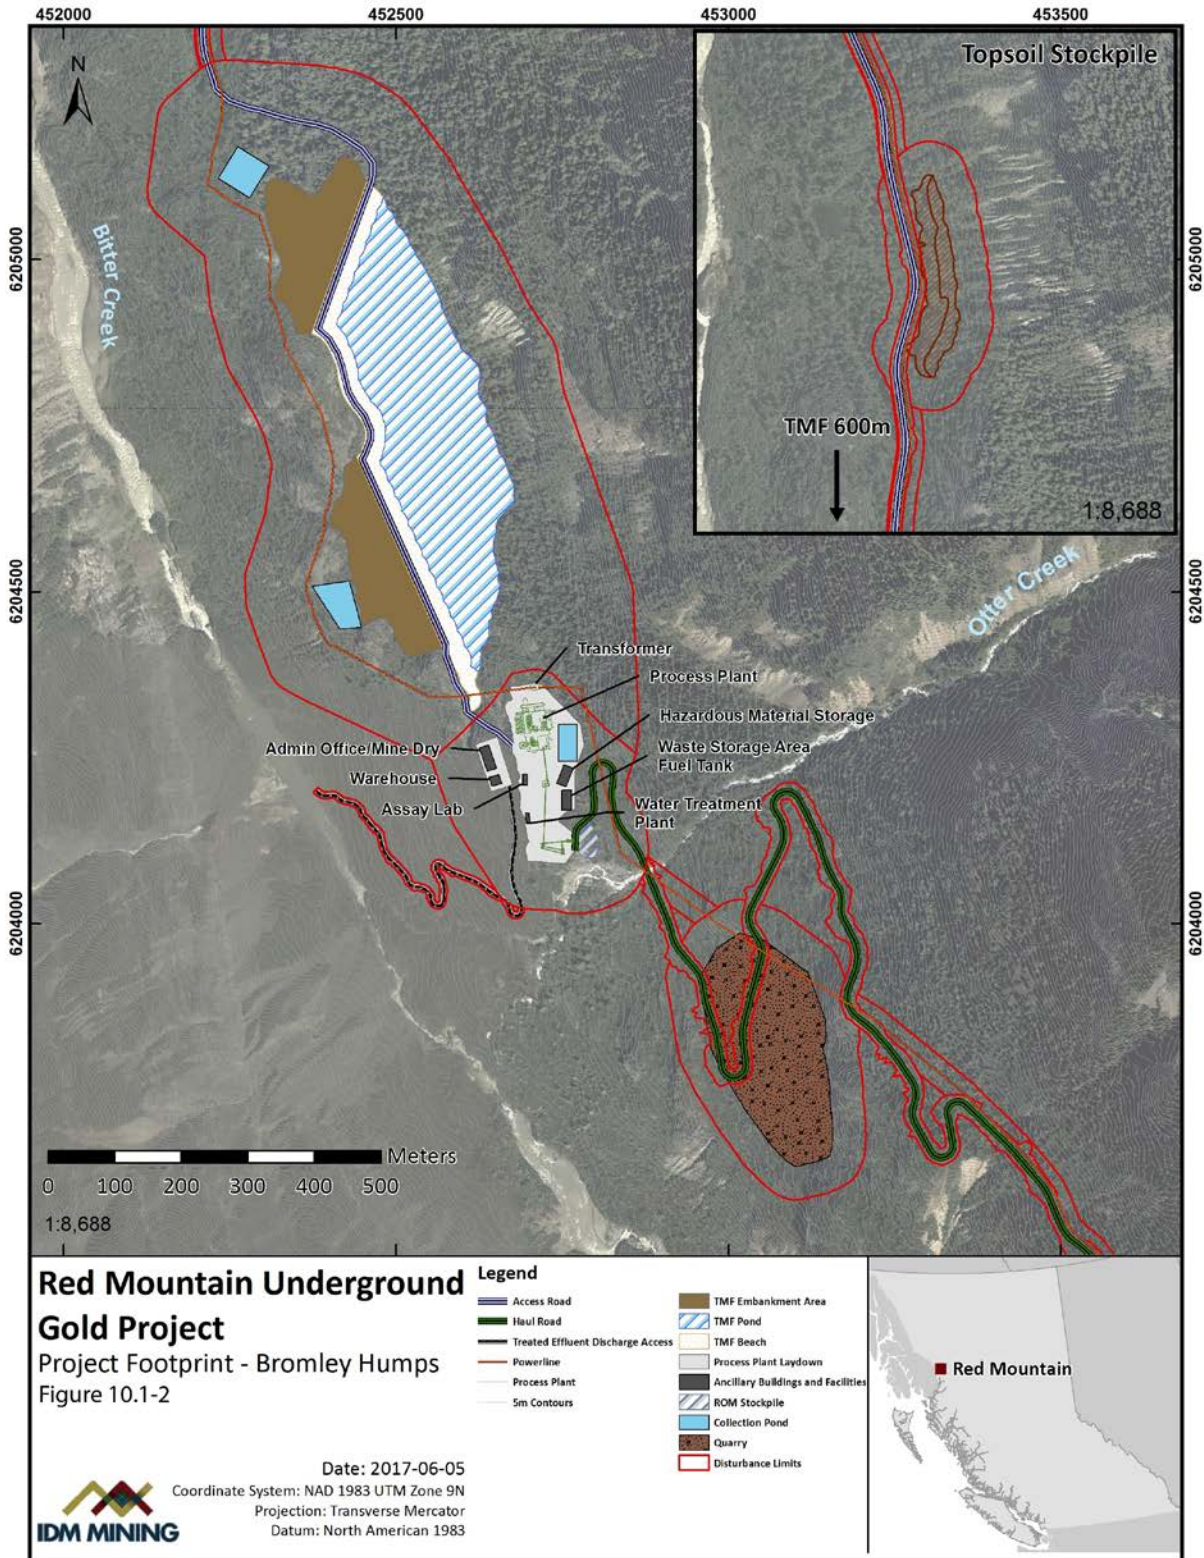 452000
452500
453000
453500
N
Topsoil Stockpile
6205000
6205000
Bitter Creek
TMF 600m
1:8,688
6204500
6204500
Otter Creek
Transformer
Process Plant
Hazardous Material Storage
Admin Office/Mine Dry
Waste Storage Area
Fuel Tank
Warehouse
Assay Lab
Water Treatment
Plant
6204000
6204000
Meters
0 100 200 300 400 500
1:8,688
Red Mountain Underground
Gold Project
Project Footprint - Bromley Humps
Figure 10.1-2
Date: 2017-06-05
Coordinate System: NAD 1983 UTM Zone 9N
Projection: Transverse Mercator
Datum: North American 1983
IDM MINING
Legend
Access Road
Haul Road
Treated Effluent Discharge Access
Powerline
Process Plant
5m Contours
TMF Embankment Area
TMF Pond
TMF Beach
Process Plant Laydown
Ancillary Buildings and Facilities
ROM Stockpile
Collection Pond
Quarry
Disturbance Limits
Red Mountain